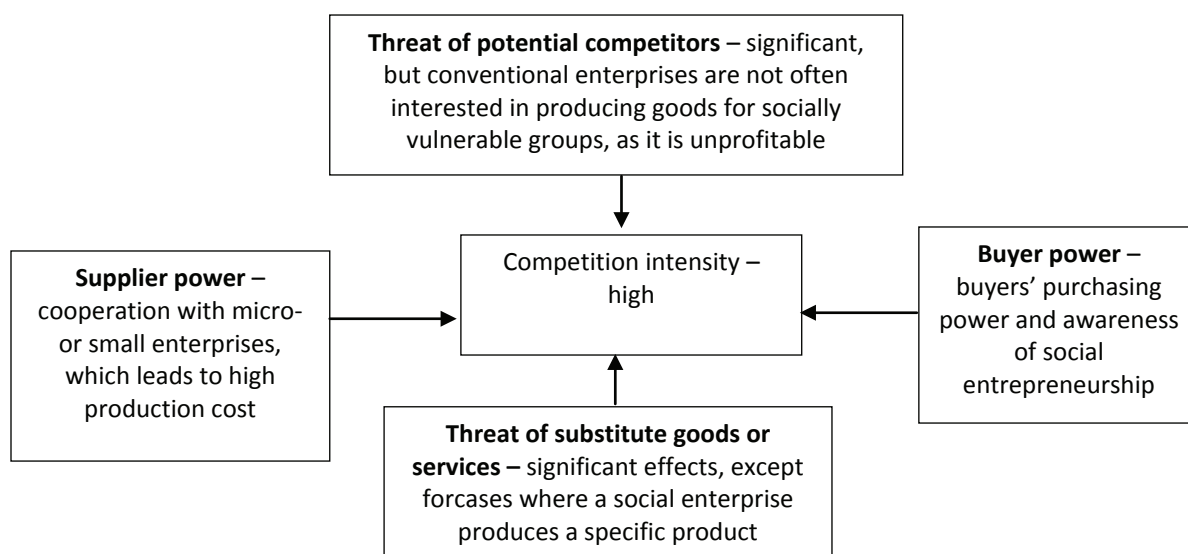 Threat of potential competitors – significant,
but conventional enterprises are not often
interested in producing goods for socially
vulnerable groups, as it is unprofitable
Supplier power –
cooperation with micro-
or small enterprises,
which leads to high
production cost
Competition intensity –
high
Buyer power –
buyers’ purchasing
power and awareness
of social
entrepreneurship
Threat of substitute goods or
services – significant effects, except
forcases where a social enterprise
produces a specific product